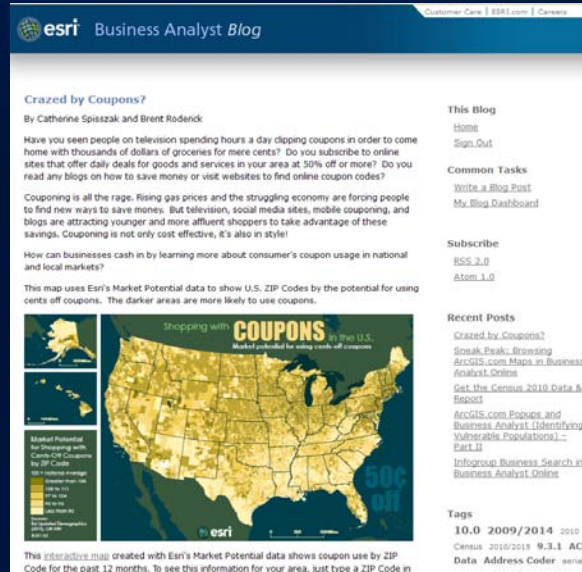 Customer Care | ESRI.com | Careers
esri Business Analyst Blog
Crazed by Coupons?
By Catherine Spisszak and Brent Roderick
Have you seen people on television spending hours a day clipping coupons in order to come
home with thousands of dollars of groceries for mere cents? Do you subscribe to online
sites that offer daily deals for goods and services in your area at 50% off or more? Do you
read any blogs on how to save money or visit websites to find online coupon codes?
Couponing is all the rage. Rising gas prices and the struggling economy are forcing people
to find new ways to save money. But television, social media sites, mobile couponing, and
blogs are attracting younger and more affluent shoppers to take advantage of these
savings. Couponing is not only cost effective, it's also in style!
How can businesses cash in by learning more about consumer's coupon usage in national
and local markets?
This map uses Esri's Market Potential data to show U.S. ZIP Codes by the potential for using
cents off coupons. The darker areas are more likely to use coupons.
Shopping with COUPONS in the U.S.
Market potential for using cents-off coupons
Market Potential
for Shopping with
Cents-Off Coupons
by ZIP Code
100 = national average
Less than 90
50¢
off
esri
This interactive map created with Esri's Market Potential data shows coupon use by ZIP
Code for the past 12 months. To see this information for your area, just type a ZIP Code in
This Blog
Home
Sign Out
Common Tasks
Write a Blog Post
My Blog Dashboard
Subscribe
RSS 2.0
Atom 1.0
Recent Posts
Crazed by Coupons?
Sneak Peak: Browsing
ArcGIS.com Maps in Business
Analyst Online
Get the Census 2010 Data &
Report
ArcGIS.com Popups and
Business Analyst (Identifying
Vulnerable Populations) –
Part II
Infogroup Business Search in
Business Analyst Online
Tags
10.0 2009/2014 2010
Census 2010/2015 9.3.1 AC
Data Address Coder aerial